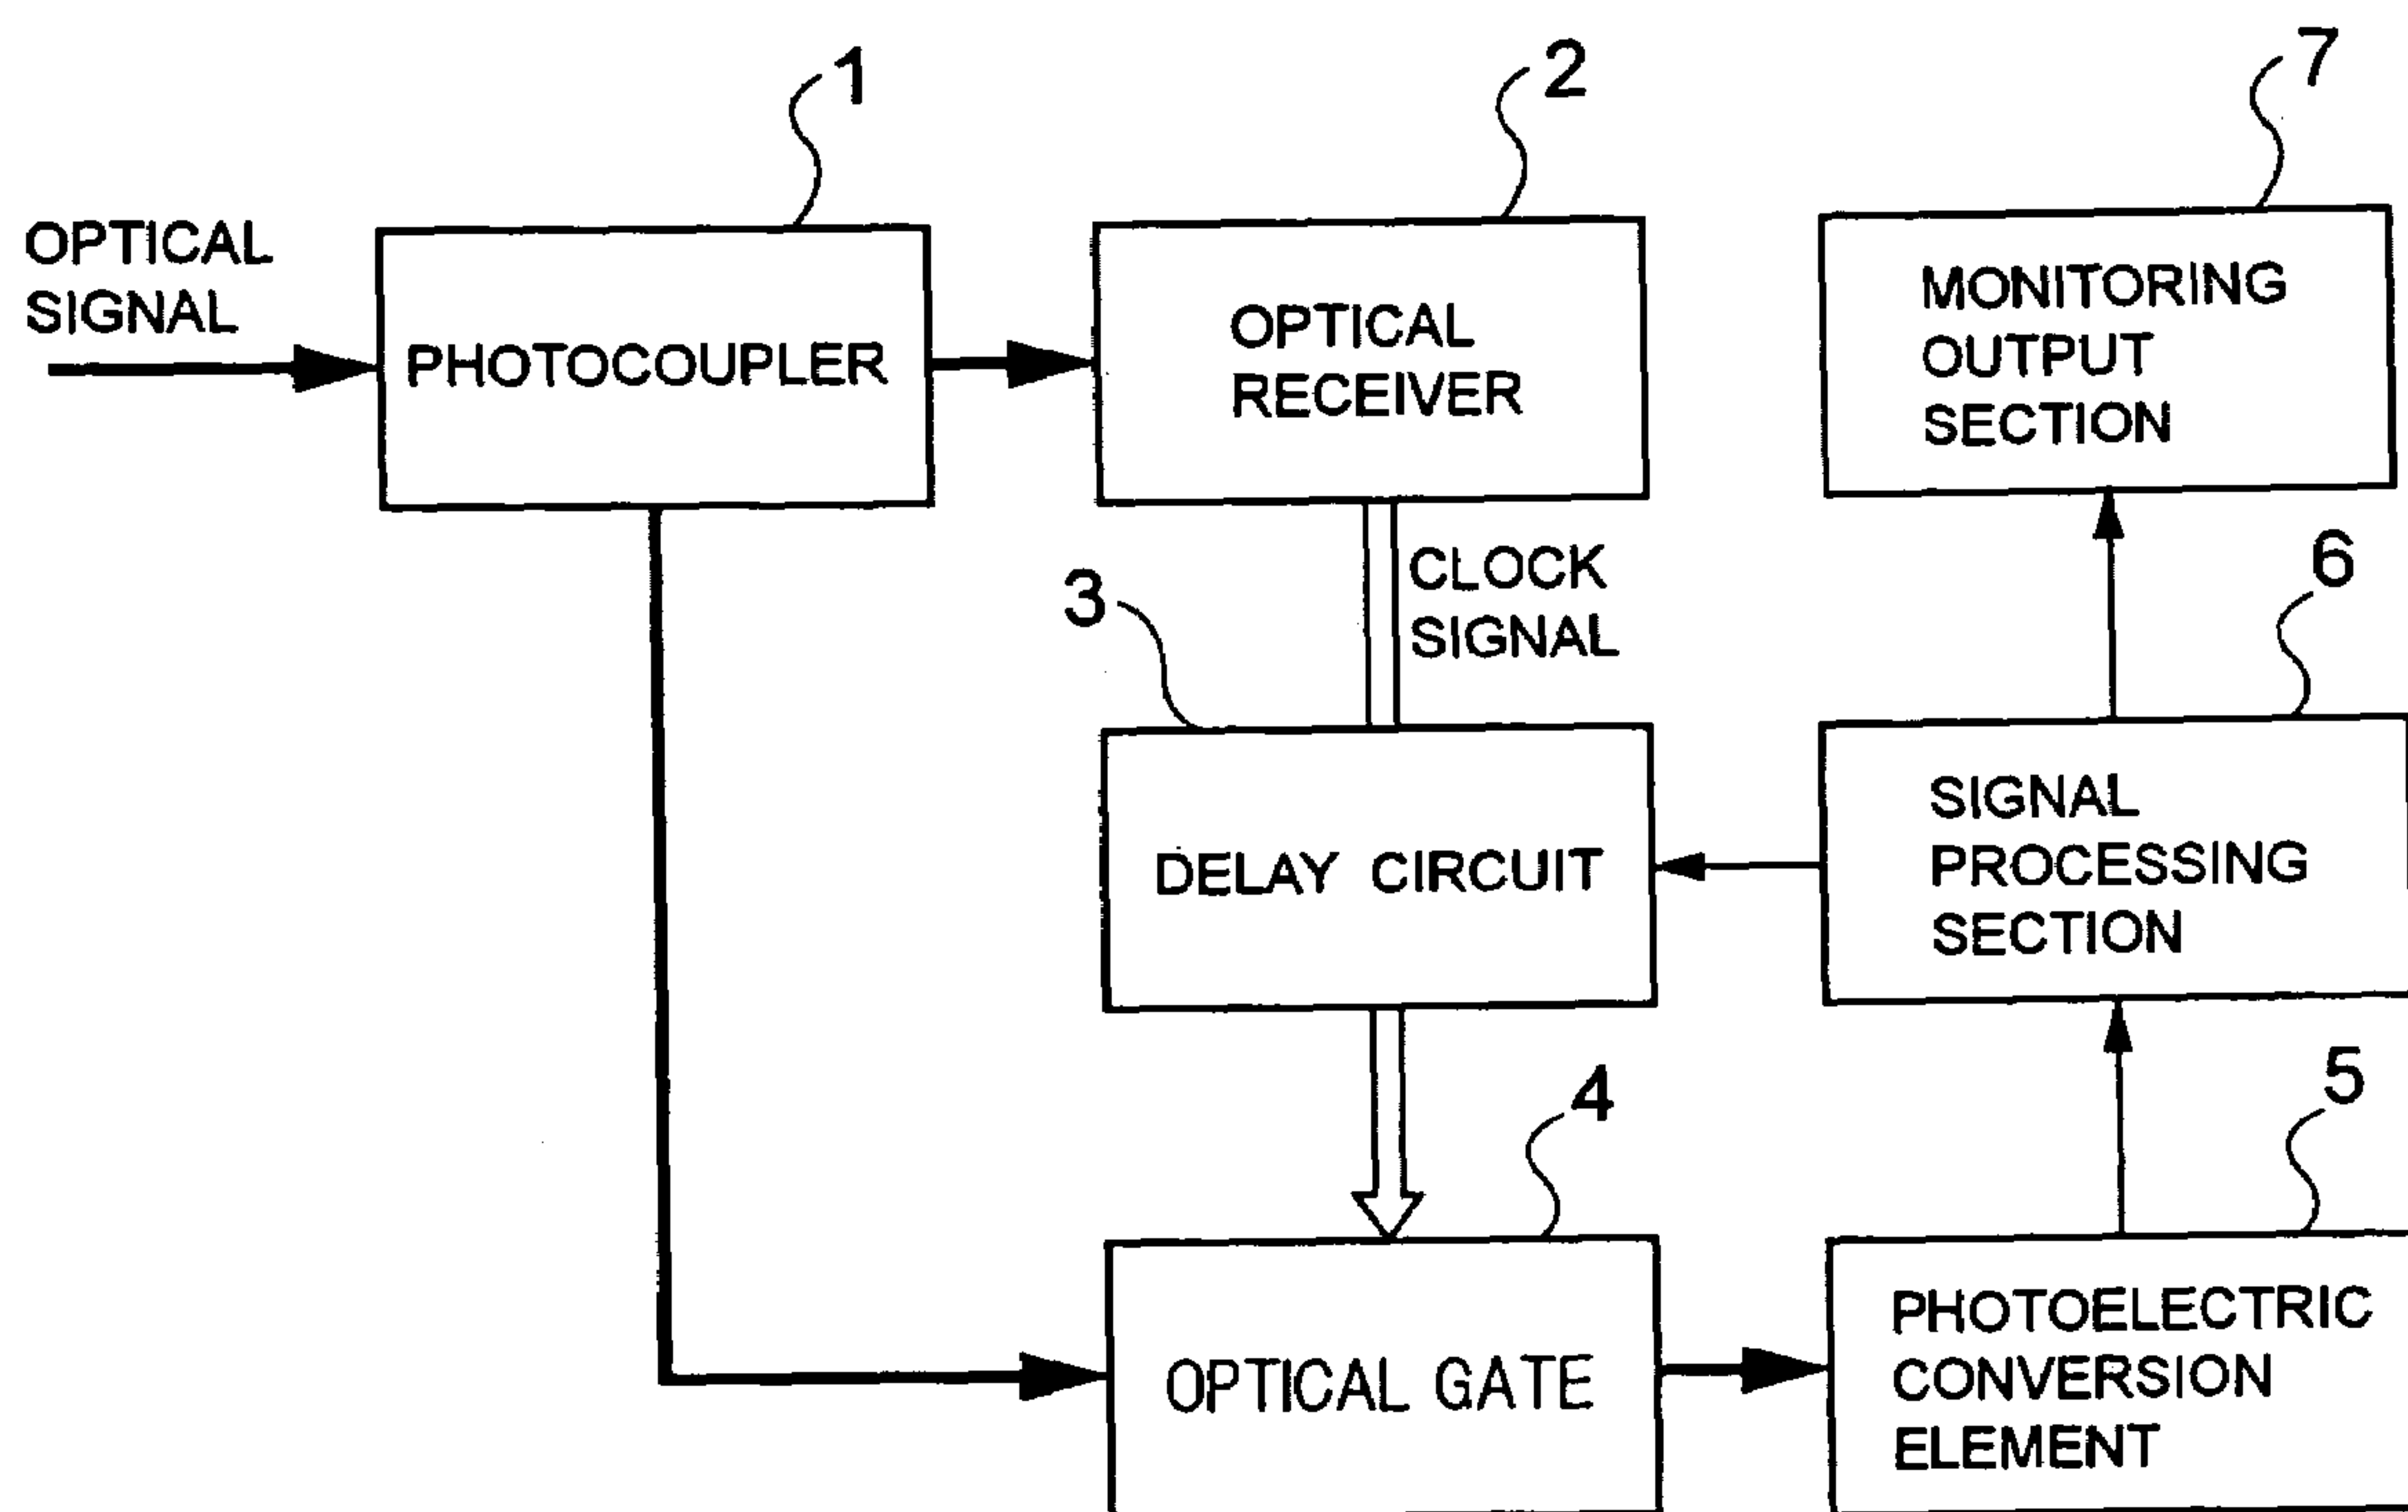 1
2
7
OPTICAL
SIGNAL
PHOTOCOUPLER
OPTICAL
RECEIVER
MONITORING
OUTPUT
SECTION
CLOCK
SIGNAL
3
6
DELAY CIRCUIT
SIGNAL
PROCESSING
SECTION
4
5
OPTICAL GATE
PHOTOELECTRIC
CONVERSION
ELEMENT